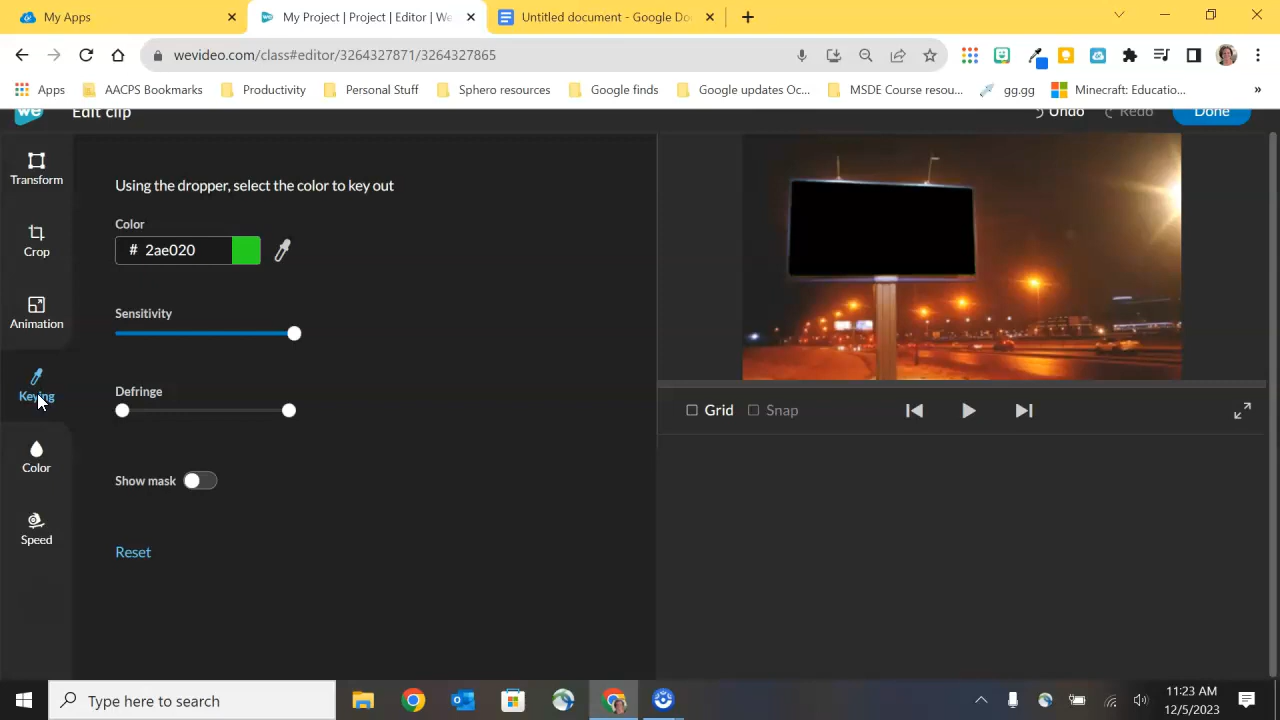 My Apps
My Project | Project | Editor | We
Untitled document - Google Do
wevideo.com/class#editor/3264327871/3264327865
Apps
AACPS Bookmarks
Productivity
Personal Stuff
Sphero resources
Google finds
Google updates Oc...
MSDE Course resou...
gg.gg
Minecraft: Educatio...
»
we
Edit clip
Undo
Redo
Done
Transform
Crop
Animation
Keying
Color
Speed
Using the dropper, select the color to key out
Color
# 2ae020
Sensitivity
Defringe
Show mask
Reset
Grid
Snap
Type here to search
11:23 AM
12/5/2023